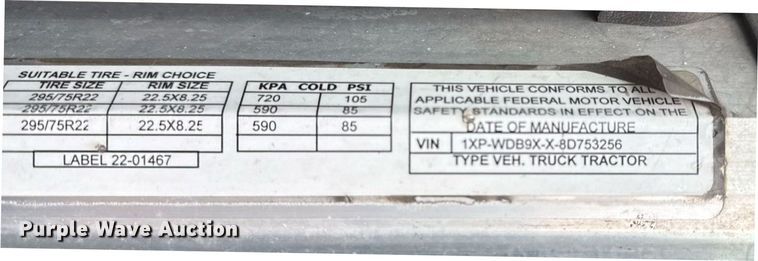 SUITABLE TIRE - RIM CHOICE
TIRE SIZE RIM SIZE
295/75R22 22.5X8.25
295/75R22 22.5X8.25
295/75R22 22.5X8.25
LABEL 22-01467
KPA COLD PSI
720 105
590 85
590 85
THIS VEHICLE CONFORMS TO ALL
APPLICABLE FEDERAL MOTOR VEHICLE
SAFETY STANDARDS IN EFFECT ON THE
DATE OF MANUFACTURE
VIN 1XP-WDB9X-X-8D753256
TYPE VEH. TRUCK TRACTOR
Purple Wave Auction